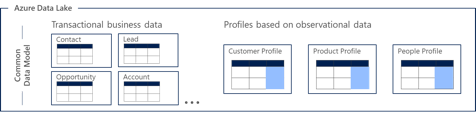 Azure Data Lake
Transactional business data
Profiles based on observational data
Common
Data Model
Contact
Lead
Opportunity
Account
...
Customer Profile
Product Profile
People Profile